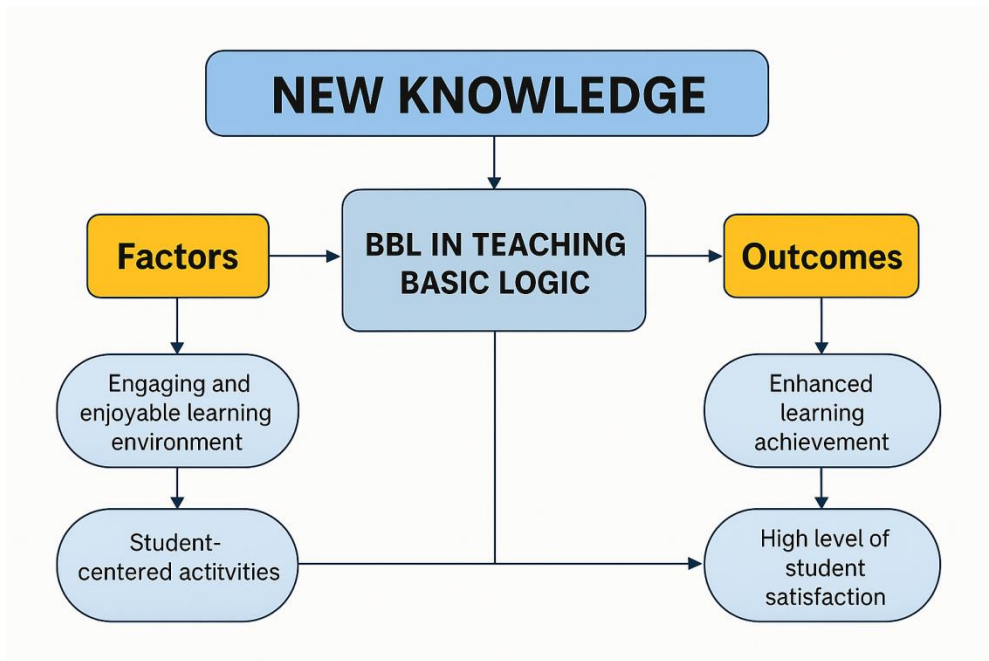 NEW KNOWLEDGE
Factors
BBL IN TEACHING
BASIC LOGIC
Outcomes
Engaging and
enjoyable learning
environment
Enhanced
learning
achievement
Student-
centered actitvities
High level of
student
satisfaction